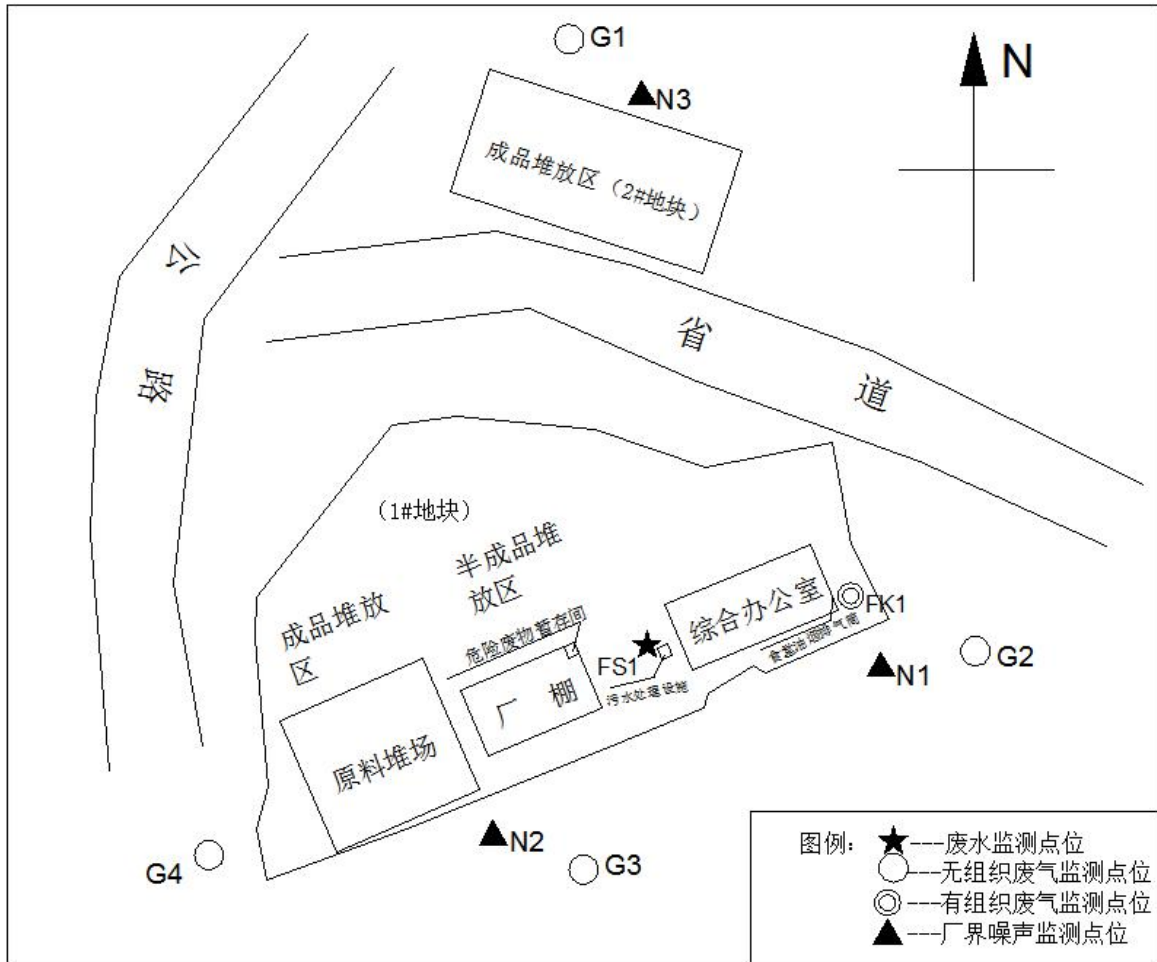 G1
N3
N
成品堆放区（2#地块）
公
路
省
道
（1#地块）
半成品堆
放区
成品堆放
区
危险废物暂存间
综合办公室
FK1
食堂油烟排气筒
FS1
污水处理设施
厂 棚
原料堆场
N1
G2
N2
G3
G4
图例：
★---废水监测点位
---无组织废气监测点位
---有组织废气监测点位
▲---厂界噪声监测点位